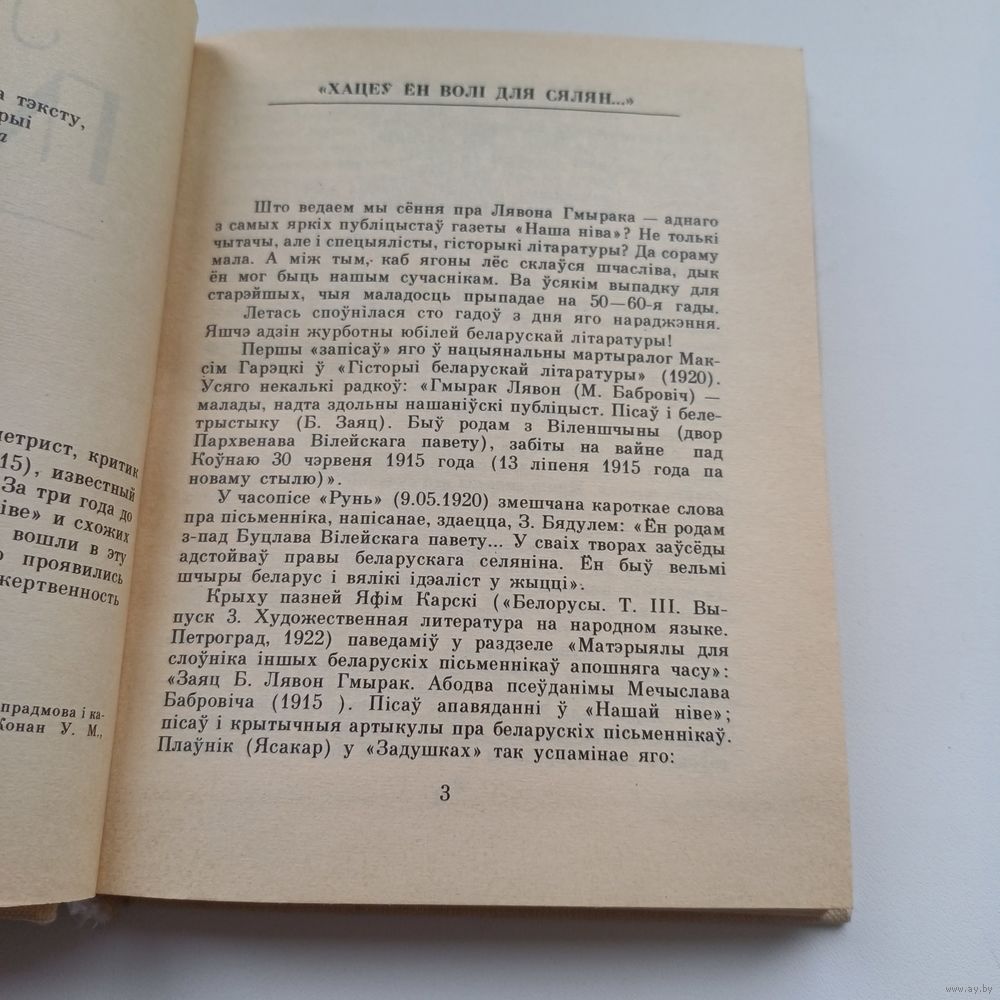 а тэксту,
рыі
а
етрист, критик
15), известный
За три года до
іве» и схожих
вошли в эту
о проявились
жертвенность
прадмова і ка-
Конан У. М.,
«ХАЦЕЎ ЁН ВОЛІ ДЛЯ СЯЛЯН...»
Што ведаем мы сёння пра Лявона Гмырака — аднаго
з самых яркіх публіцыстаў газеты «Наша ніва»? Не толькі
чытачы, але і спецыялісты, гісторыкі літаратуры? Да сораму
мала. А між тым, каб ягоны лёс склаўся шчасліва, дык
ён мог быць нашым сучаснікам. Ва ўсякім выпадку для
старэйшых, чыя маладосць прыпадае на 50—60-я гады.
Летась споўнілася сто гадоў з дня яго нараджэння.
Яшчэ адзін журботны юбілей беларускай літаратуры!
Першы «запісаў» яго ў нацыянальны мартыралог Мак-
сім Гарэцкі ў «Гісторыі беларускай літаратуры» (1920).
Усяго некалькі радкоў: «Гмырак Лявон (М. Бабровіч) —
малады, надта здольны нашаніўскі публіцыст. Пісаў і беле-
трыстыку (Б. Заяц). Быў родам з Віленшчыны (двор
Пархвенава Вілейскага павету), забіты на вайне пад
Коўнаю 30 чэрвеня 1915 года (13 ліпеня 1915 года па
новаму стылю)».
У часопісе «Рунь» (9.05.1920) змешчана кароткае слова
пра пісьменніка, напісанае, здаецца, З. Бядулем: «Ён родам
з-пад Буцлава Вілейскага павету... У сваіх творах заўсёды
адстойваў правы беларускага селяніна. Ён быў вельмі
шчыры беларус і вялікі ідэаліст у жыцці».
Крыху пазней Яфім Карскі («Белорусы. Т. III. Вы-
пуск 3. Художественная литература на народном языке.
Петроград, 1922) паведаміў у раздзеле «Матэрыялы для
слоўніка іншых беларускіх пісьменнікаў апошняга часу»:
«Заяц Б. Лявон Гмырак. Абодва псеўданімы Мечыслава
Бабровіча (1915 ). Пісаў апавяданні ў «Нашай ніве»;
пісаў і крытычныя артыкулы пра беларускіх пісьменнікаў.
Плаўнік (Ясакар) у «Задушках» так успамінае яго:
3
www.ay.by